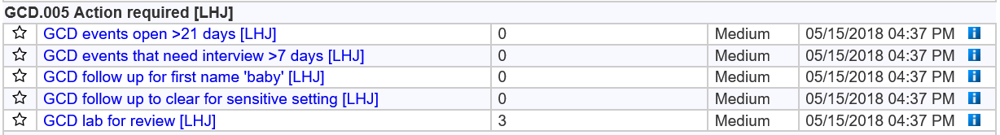 GCD.005 Action required [LHJ]
GCD events open >21 days [LHJ] 0 Medium 05/15/2018 04:37 PM
GCD events that need interview >7 days [LHJ] 0 Medium 05/15/2018 04:37 PM
GCD follow up for first name 'baby' [LHJ] 0 Medium 05/15/2018 04:37 PM
GCD follow up to clear for sensitive setting [LHJ] 0 Medium 05/15/2018 04:37 PM
GCD lab for review [LHJ] 3 Medium 05/15/2018 04:37 PM